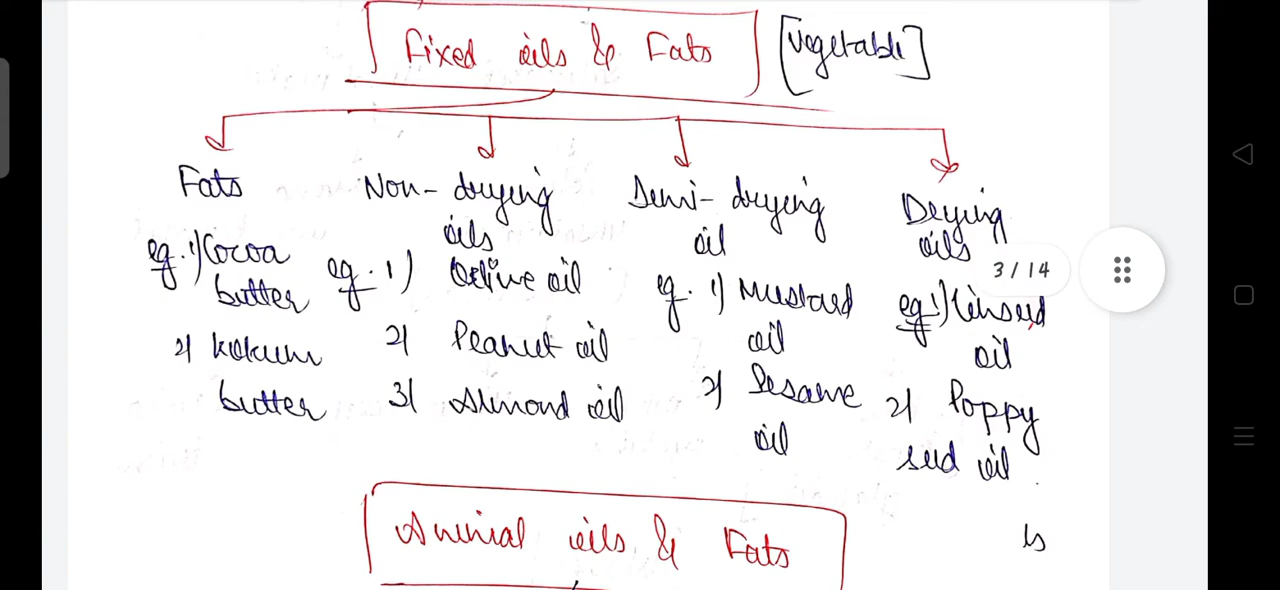 Fixed oils & Fats [Vegetable]
Fats
eg. 1) Cocoa
butter
2) kokum
butter
Non-drying
oils
eg. 1) Olive oil
2) Peanut oil
3) Almond oil
Semi-drying
oil
eg. 1) Mustard
oil
2) Sesame
oil
Drying
oils
eg. 1) Linseed
oil
2) Poppy
seed oil
3 / 14
Animal oils & Fats
is